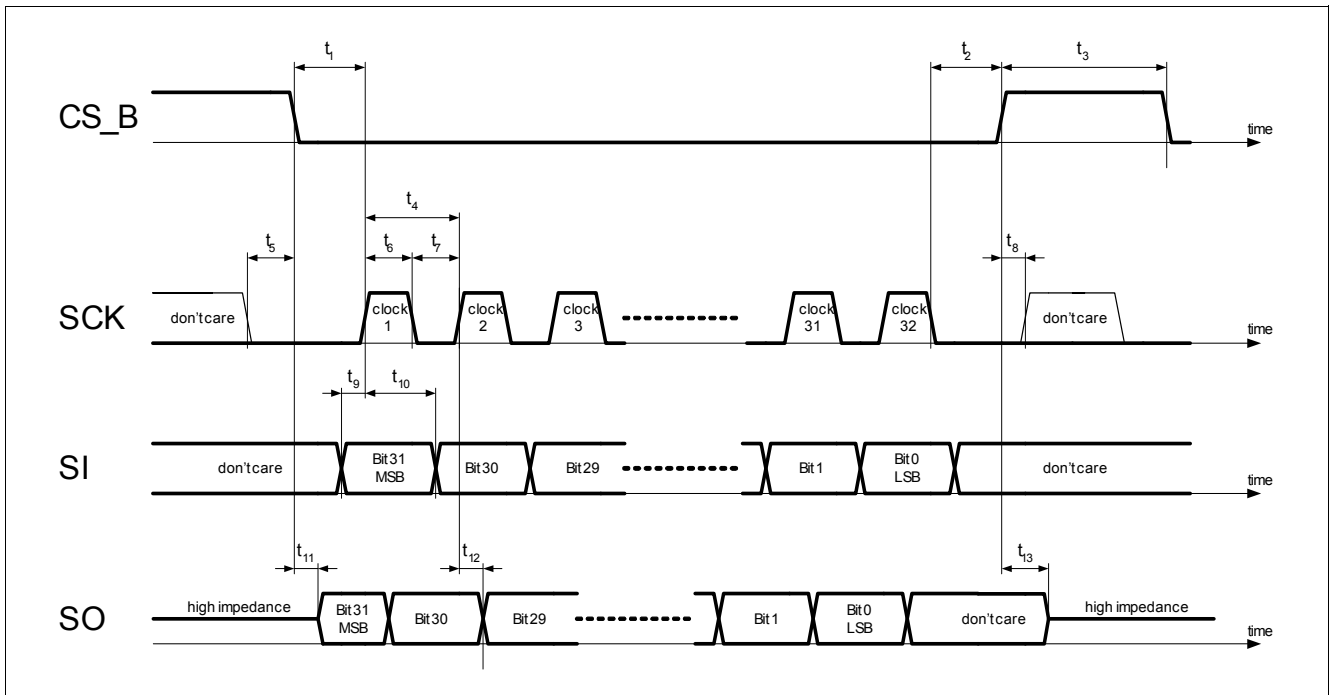 t1
t2
t3
CS_B
time
t4
t5
t6
t7
t8
SCK
don'tcare
clock
1
clock
2
clock
3
clock
31
clock
32
don'tcare
time
t9
t10
SI
don'tcare
Bit31
MSB
Bit30
Bit29
Bit1
Bit0
LSB
don'tcare
time
t11
t12
t13
SO
high impedance
Bit31
MSB
Bit30
Bit29
Bit1
Bit0
LSB
don'tcare
high impedance
time